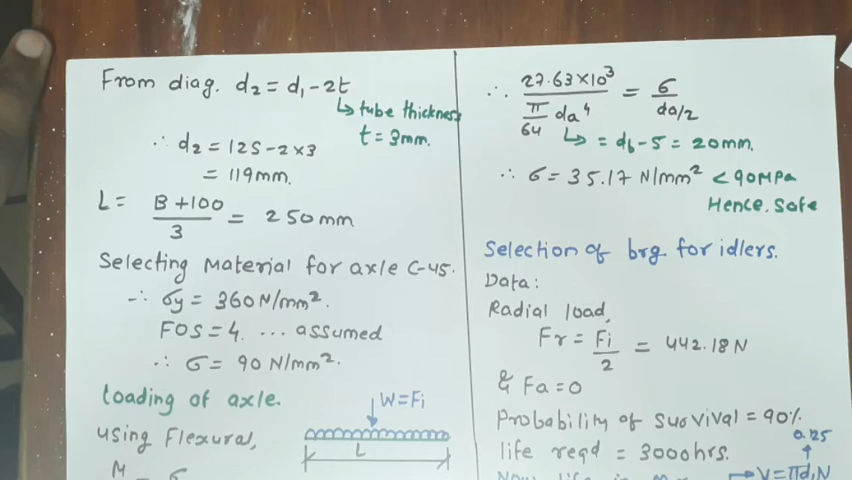 From diag. d₂ = d₁ - 2t
↳ tube thickness
t = 3mm.
∴ d₂ = 125 - 2×3
= 119mm.
L = (B+100)/3 = 250mm
Selecting Material for axle C-45.
∴ σy = 360 N/mm².
FOS = 4. ... assumed
∴ σ = 90 N/mm².
Loading of axle.
W = Fi
using Flexural,
L
M = σ
∴ 27.63×10³/(π/64 da⁴) = σ/(da/2)
↳ = db - 5 = 20mm.
∴ σ = 35.17 N/mm² < 90MPa
Hence, Safe
Selection of brg for idlers.
Data:
Radial load,
Fr = Fi/2 = 442.18 N
& Fa = 0
Probability of survival = 90%
0.125
life reqd = 3000hrs.
→ V = πd₁N